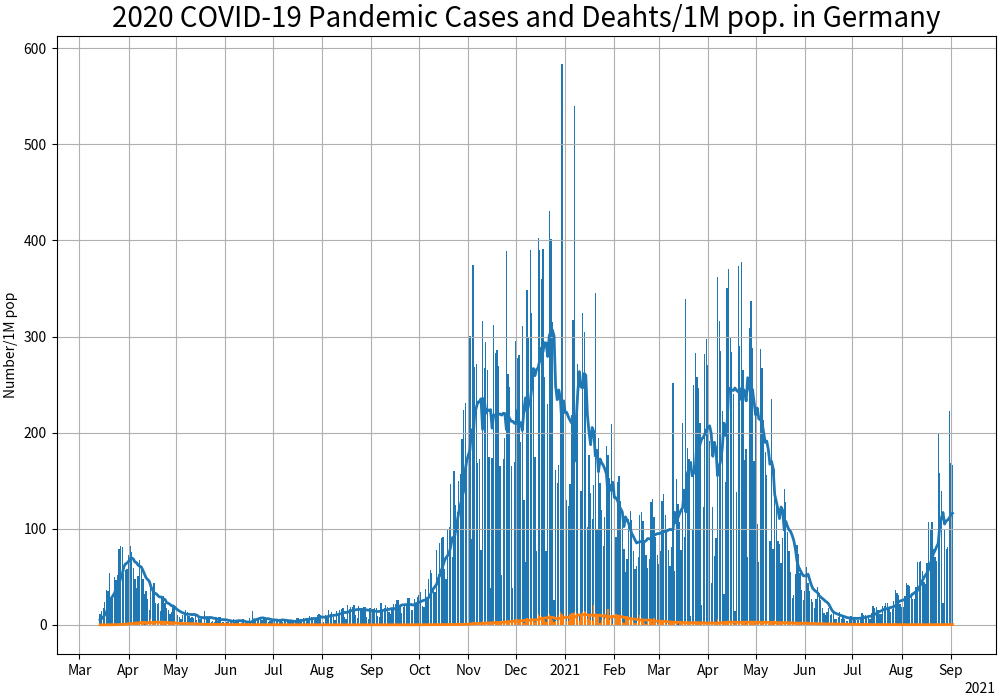 2020 COVID-19 Pandemic Cases and Deahts/1M pop. in Germany
600
500
400
300
200
100
0
Number/1M pop
Mar Apr May Jun Jul Aug Sep Oct Nov Dec 2021 Feb Mar Apr May Jun Jul Aug Sep
2021